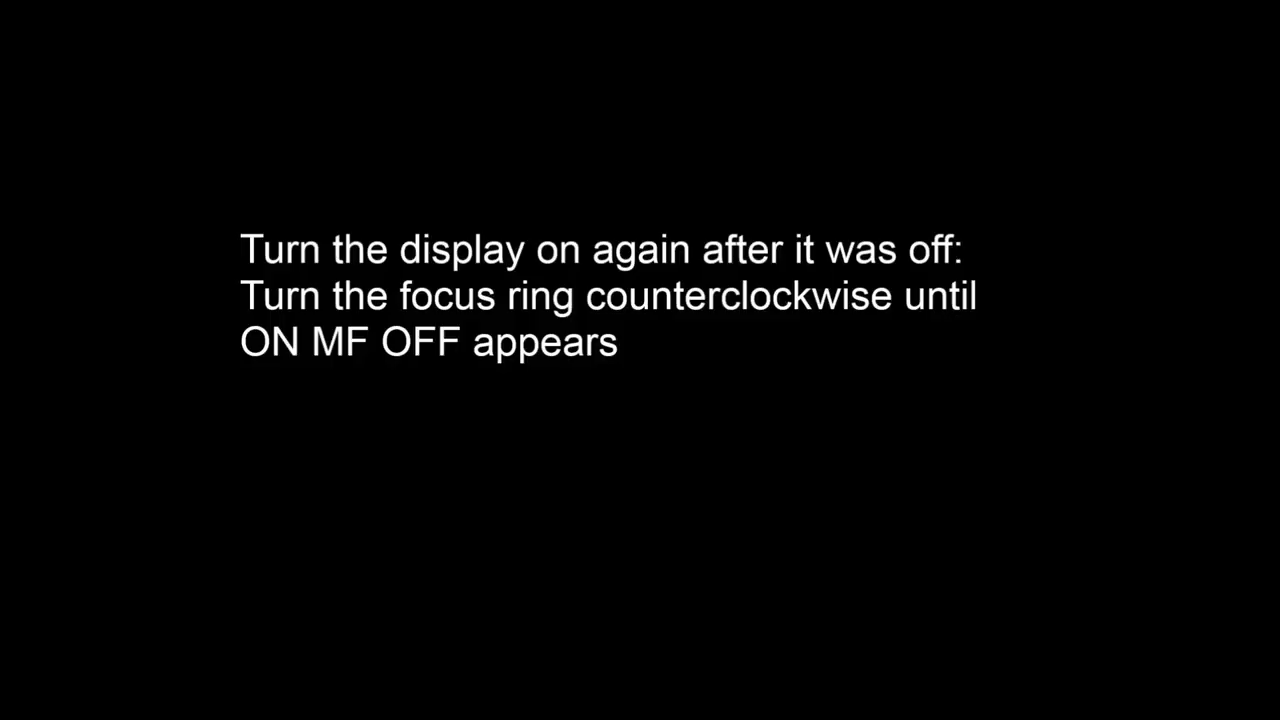 Turn the display on again after it was off:
Turn the focus ring counterclockwise until
ON MF OFF appears